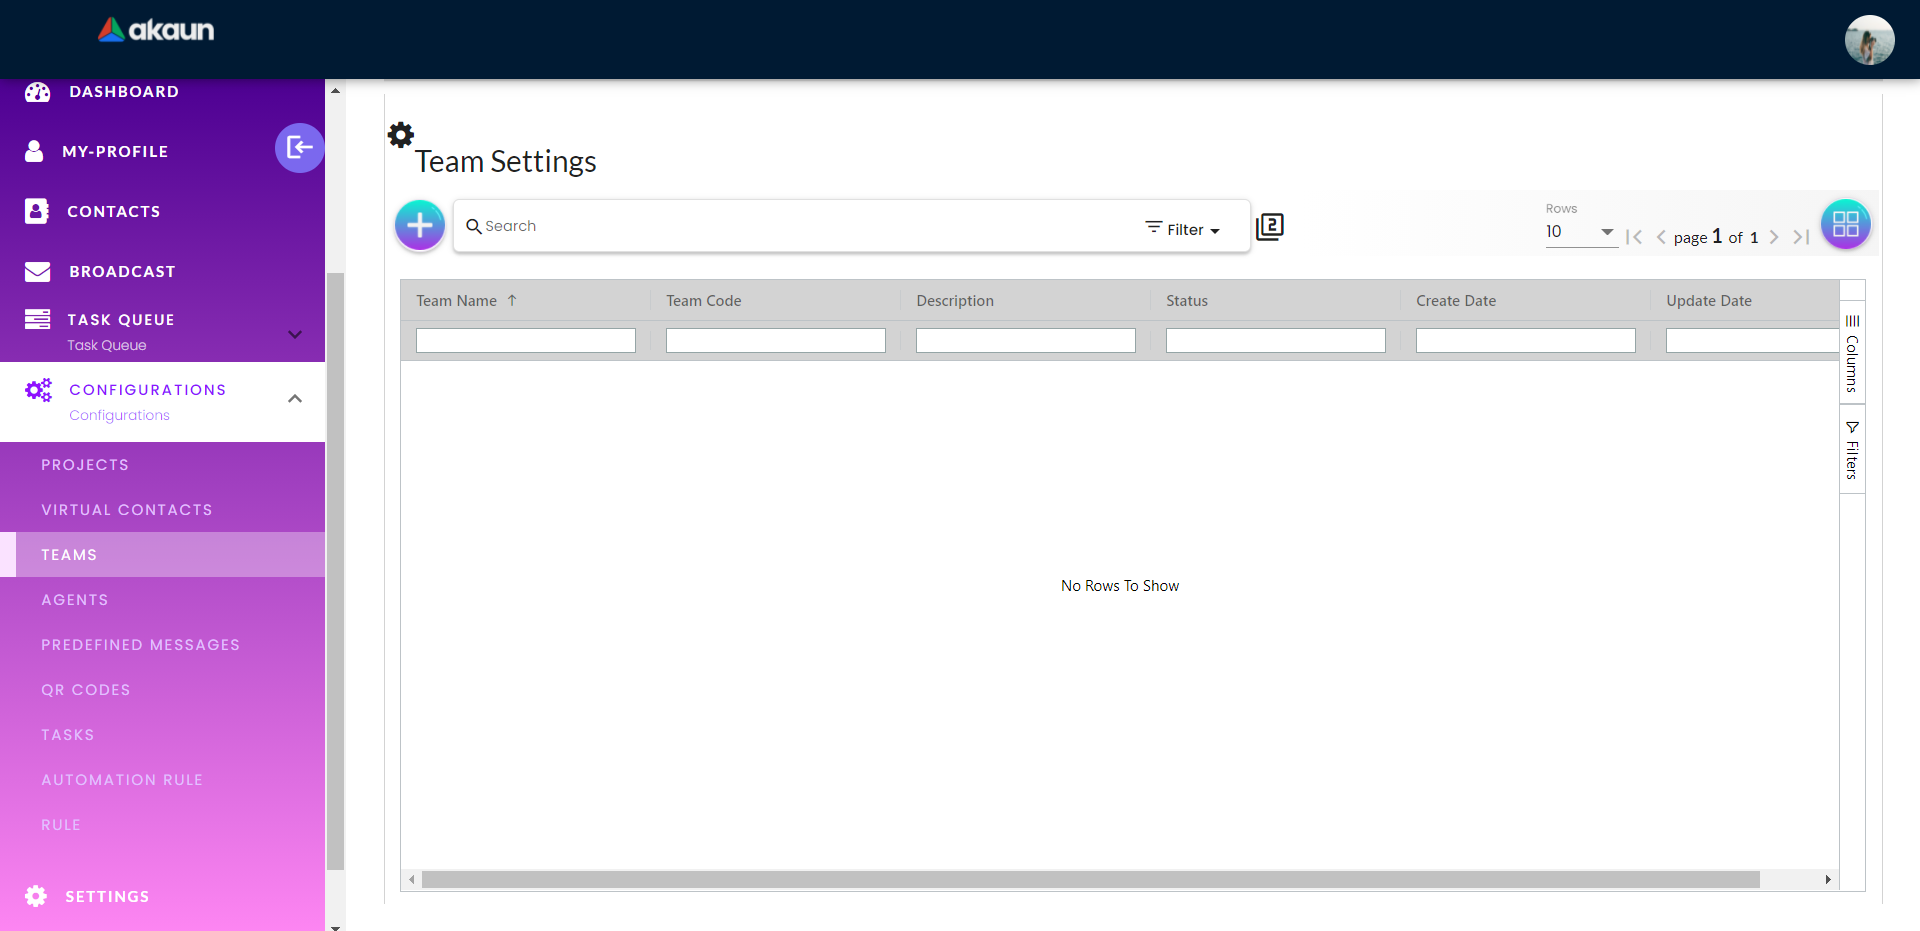 akaun
DASHBOARD
MY-PROFILE
CONTACTS
BROADCAST
TASK QUEUE
Task Queue
CONFIGURATIONS
Configurations
PROJECTS
VIRTUAL CONTACTS
TEAMS
AGENTS
PREDEFINED MESSAGES
QR CODES
TASKS
AUTOMATION RULE
RULE
SETTINGS
Team Settings
Search
Filter
2
Rows
10
page 1 of 1
Team Name Team Code Description Status Create Date Update Date
Columns
Filters
No Rows To Show